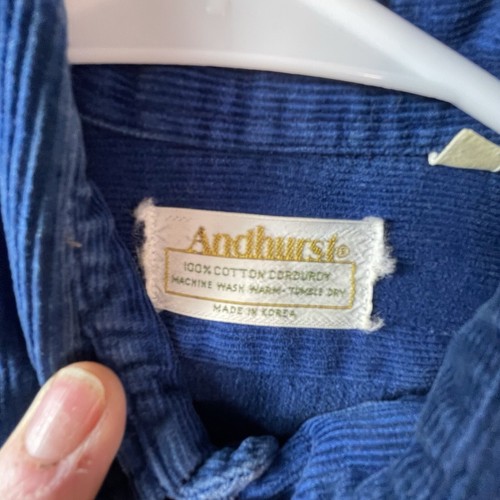 Andhurst®
100% COTTON CORDUROY
MACHINE WASH WARM - TUMBLE DRY
MADE IN KOREA